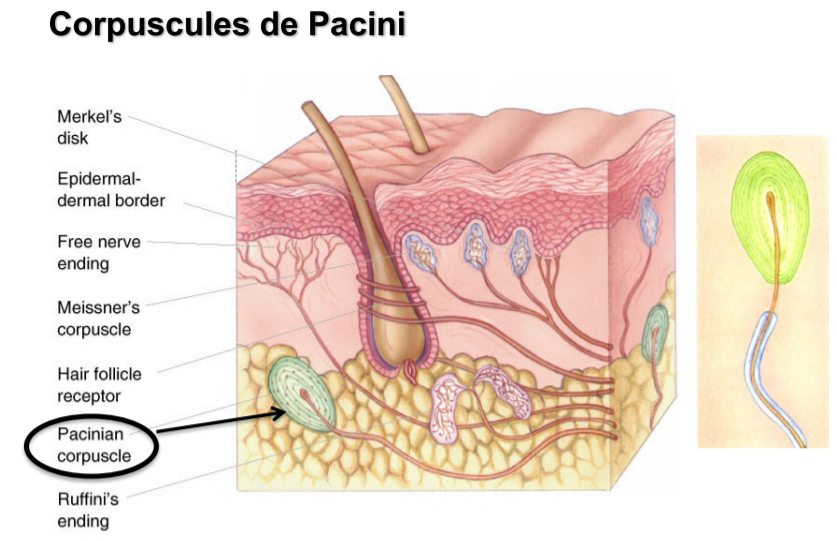 Corpuscules de Pacini
Merkel's
disk
Epidermal-
dermal border
Free nerve
ending
Meissner's
corpuscle
Hair follicle
receptor
Pacinian
corpuscle
Ruffini's
ending